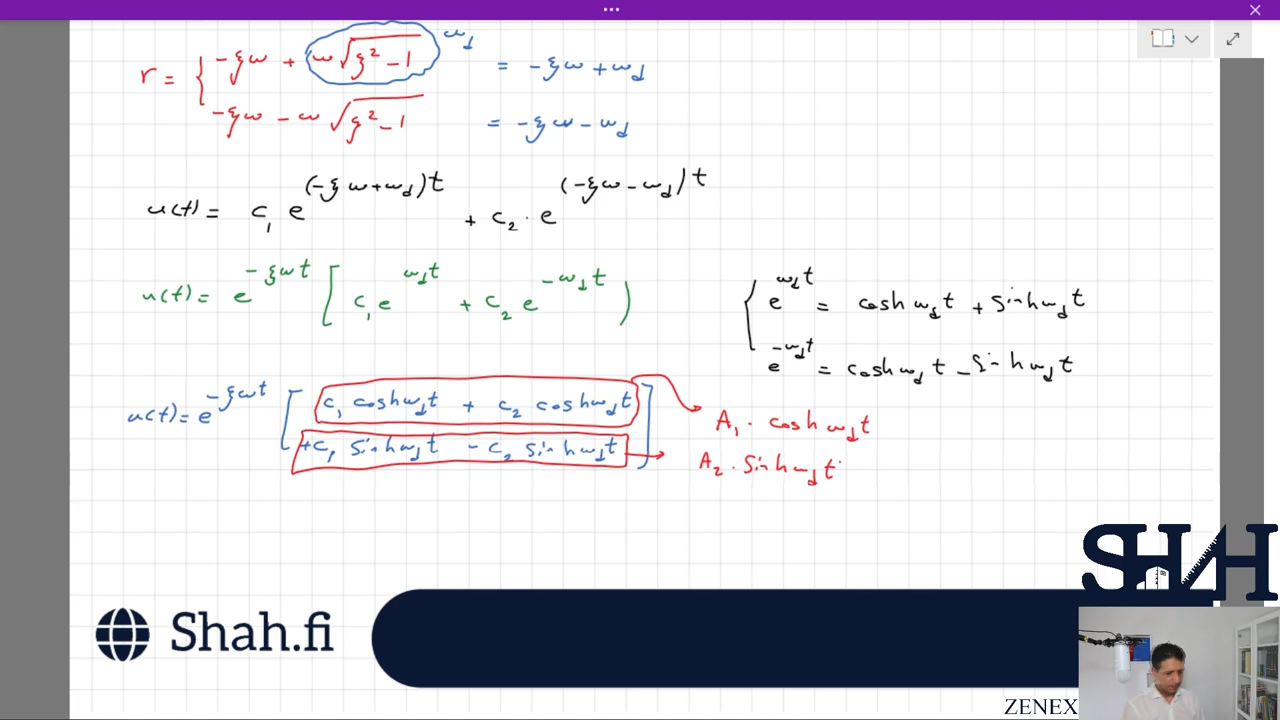 r = { -ξω + ω√(ξ² - 1) ω_d = -ξω + ω_d
-ξω - ω√(ξ² - 1) = -ξω - ω_d
u(t) = c₁ e^(-ξω + ω_d)t + c₂ · e^(-ξω - ω_d)t
u(t) = e^-ξωt [ c₁ e^ω_d t + c₂ e^-ω_d t )
{ e^ω_d t = cosh ω_d t + sinh ω_d t
e^-ω_d t = cosh ω_d t - sinh ω_d t
u(t) = e^-ξωt [ c₁ cosh ω_d t + c₂ cosh ω_d t
+ c₁ sinh ω_d t - c₂ sinh ω_d t ]
A₁ · cosh ω_d t
A₂ · sinh ω_d t
SHAH
Shah.fi
ZENEX